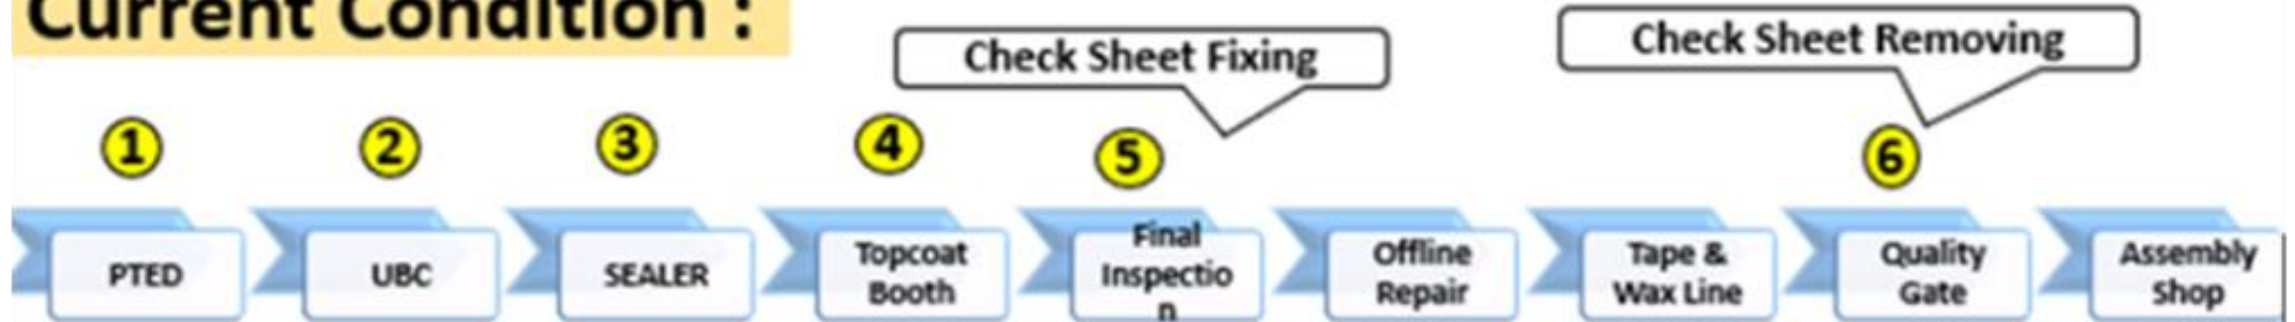 Current Condition :
Check Sheet Fixing
Check Sheet Removing
1
2
3
4
5
6
PTED
UBC
SEALER
Topcoat
Booth
Final
Inspectio
n
Offline
Repair
Tape &
Wax Line
Quality
Gate
Assembly
Shop